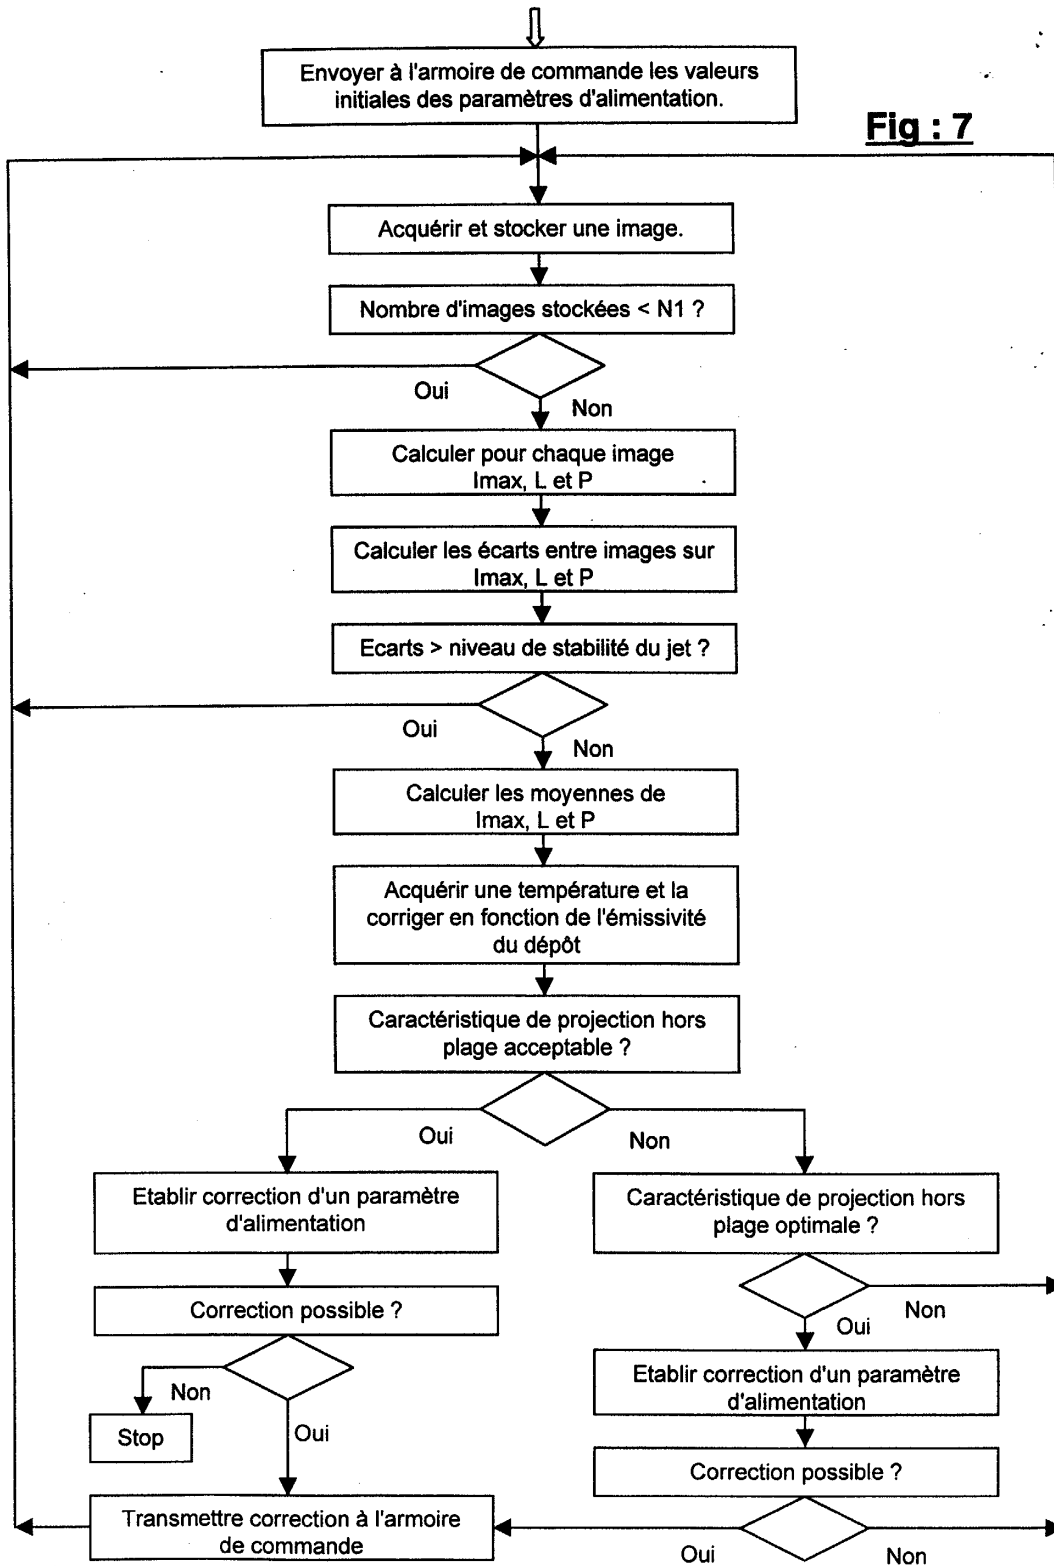 Envoyer à l'armoire de commande les valeurs
initiales des paramètres d'alimentation.
Fig : 7
Acquérir et stocker une image.
Nombre d'images stockées < N1 ?
Oui
Non
Calculer pour chaque image
Imax, L et P
Calculer les écarts entre images sur
Imax, L et P
Ecarts > niveau de stabilité du jet ?
Oui
Non
Calculer les moyennes de
Imax, L et P
Acquérir une température et la
corriger en fonction de l'émissivité
du dépôt
Caractéristique de projection hors
plage acceptable ?
Oui
Non
Etablir correction d'un paramètre
d'alimentation
Correction possible ?
Non
Stop
Oui
Transmettre correction à l'armoire
de commande
Caractéristique de projection hors
plage optimale ?
Non
Oui
Etablir correction d'un paramètre
d'alimentation
Correction possible ?
Oui
Non